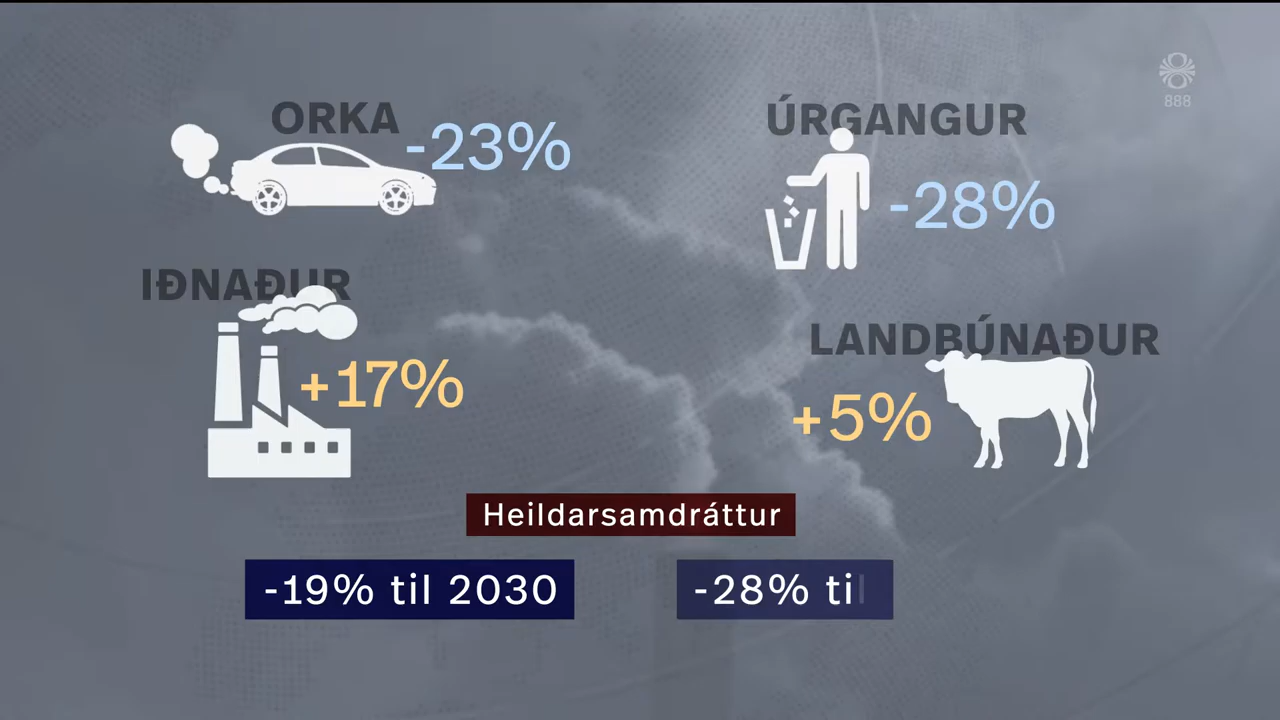 888
ORKA
-23%
ÚRGANGUR
-28%
IÐNAÐUR
+17%
LANDBÚNAÐUR
+5%
Heildarsamdráttur
-19% til 2030
-28% til